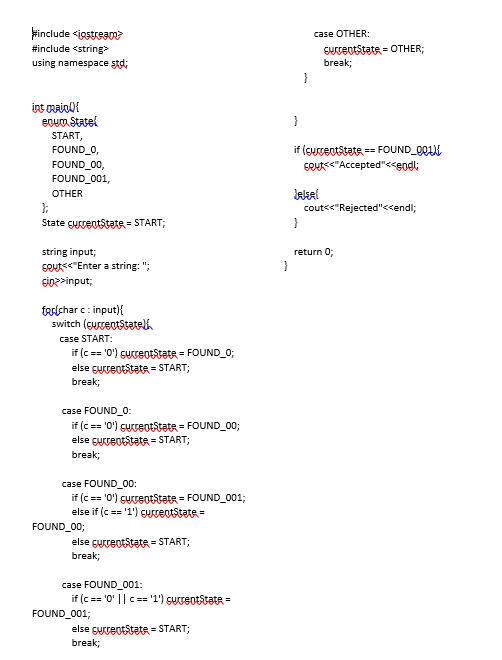 #include <iostream>
#include <string>
using namespace std;
int main(){
enum State{
START,
FOUND_0,
FOUND_00,
FOUND_001,
OTHER
};
State currentState = START;
string input;
cout<<"Enter a string: ";
cin>>input;
for(char c : input){
switch (currentState){
case START:
if (c == '0') currentState = FOUND_0;
else currentState = START;
break;
case FOUND_0:
if (c == '0') currentState = FOUND_00;
else currentState = START;
break;
case FOUND_00:
if (c == '0') currentState = FOUND_001;
else if (c == '1') currentState =
FOUND_00;
else currentState = START;
break;
case FOUND_001:
if (c == '0' || c == '1') currentState =
FOUND_001;
else currentState = START;
break;
case OTHER:
currentState = OTHER;
break;
}
}
if (currentState == FOUND_001){
cout<<"Accepted"<<endl;
}else{
cout<<"Rejected"<<endl;
}
return 0;
}